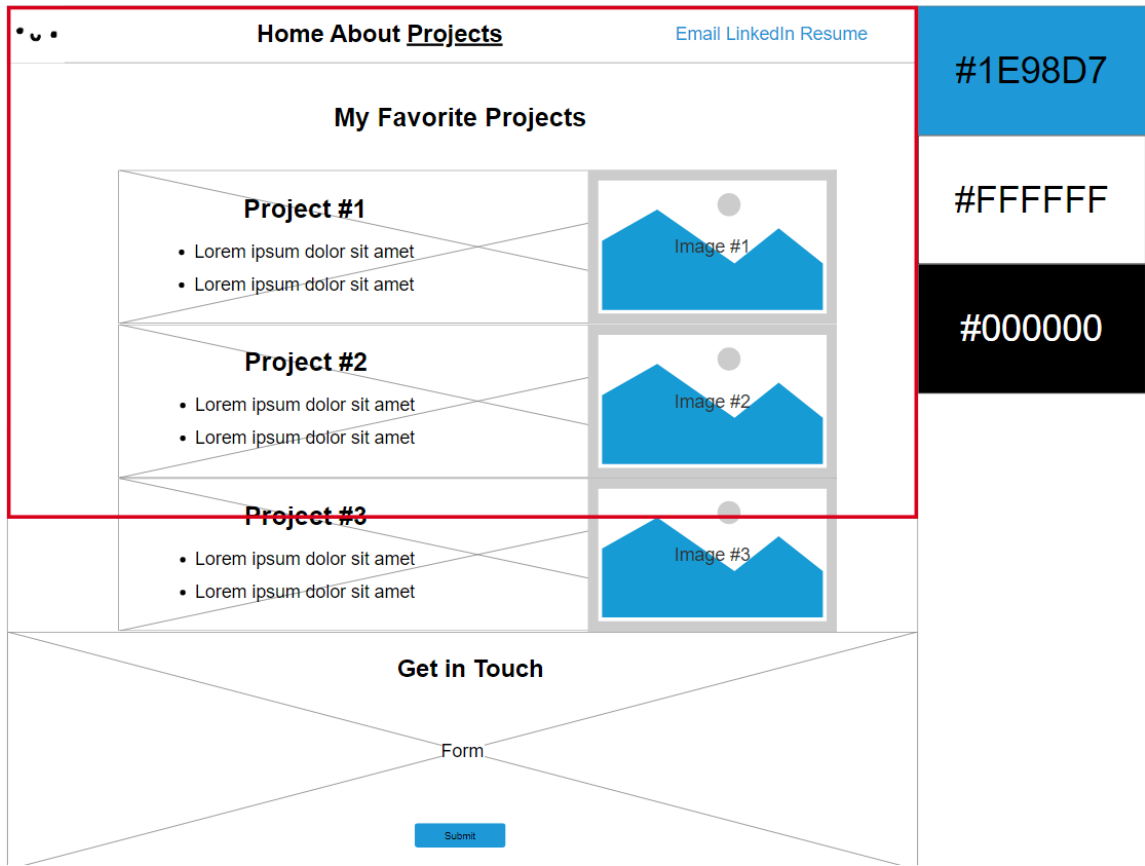 Home About Projects
Email LinkedIn Resume
#1E98D7
#FFFFFF
#000000
My Favorite Projects
Project #1
Lorem ipsum dolor sit amet
Lorem ipsum dolor sit amet
Image #1
Project #2
Lorem ipsum dolor sit amet
Lorem ipsum dolor sit amet
Image #2
Project #3
Lorem ipsum dolor sit amet
Lorem ipsum dolor sit amet
Image #3
Get in Touch
Form
Submit